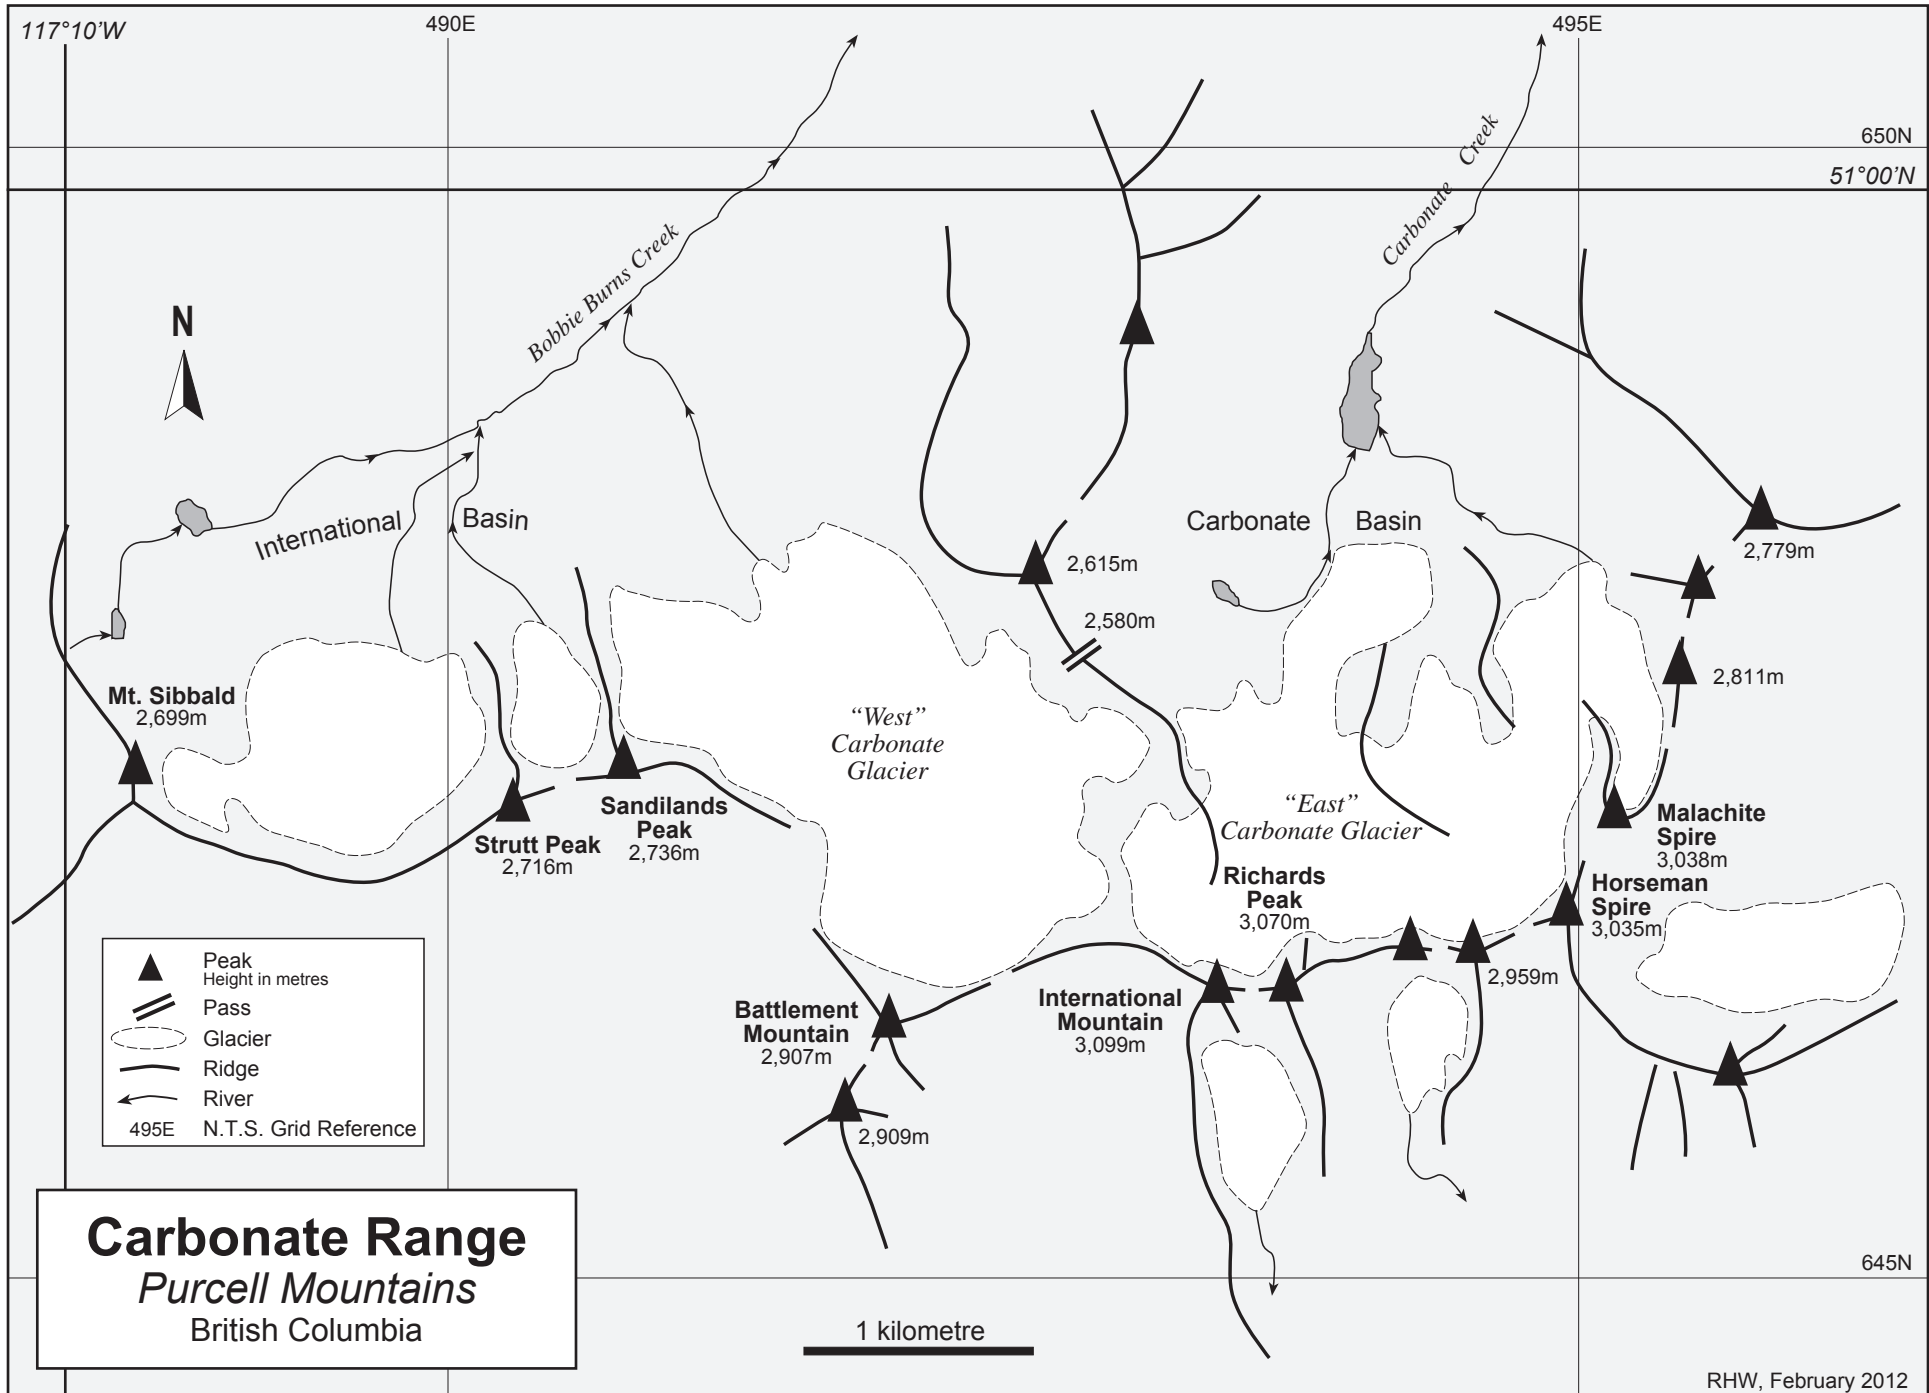 117°10'W
490E
495E
650N
51°00'N
Carbonate Creek
Bobbie Burns Creek
N
International Basin
Carbonate Basin
2,779m
2,615m
2,580m
2,811m
Mt. Sibbald
2,699m
“West”
Carbonate
Glacier
“East”
Carbonate Glacier
Sandilands
Peak
2,736m
Strutt Peak
2,716m
Malachite
Spire
3,038m
Richards
Peak
3,070m
Horseman
Spire
3,035m
2,959m
International
Mountain
3,099m
Battlement
Mountain
2,907m
2,909m
Peak
Height in metres
Pass
Glacier
Ridge
River
495E N.T.S. Grid Reference
Carbonate Range
Purcell Mountains
British Columbia
645N
1 kilometre
RHW, February 2012